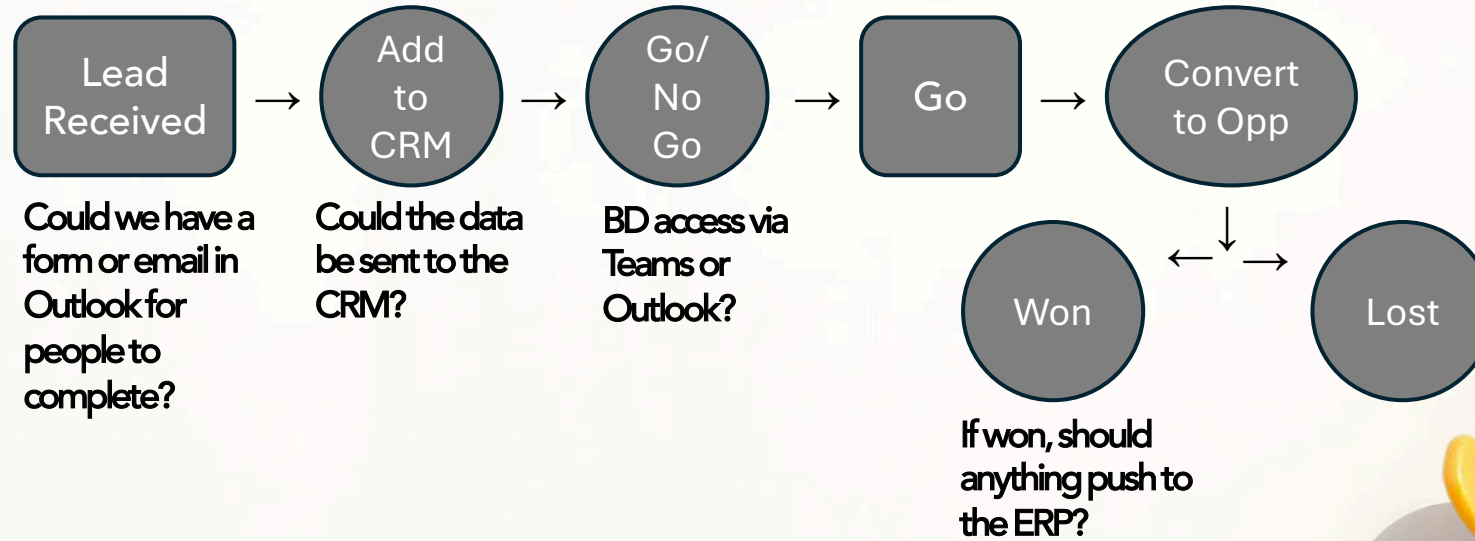 Lead
Received
→
Add
to
CRM
→
Go/
No
Go
→
Go
→
Convert
to Opp
Could we have a
form or email in
Outlook for
people to
complete?
Could the data
be sent to the
CRM?
BD access via
Teams or
Outlook?
↓
← →
Won
Lost
If won, should
anything push to
the ERP?